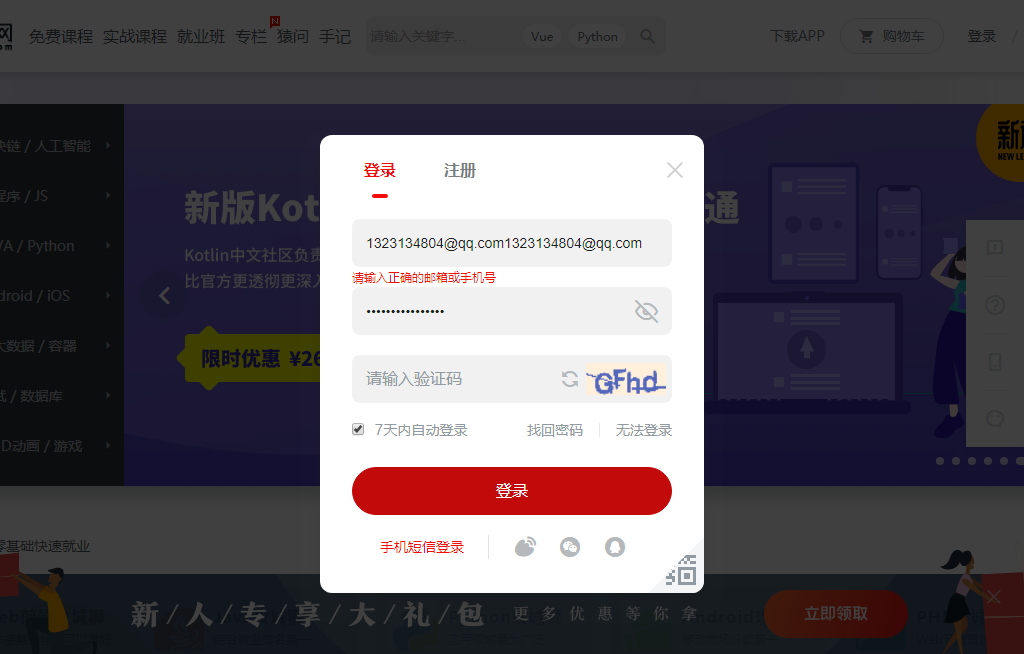 网
om
免费课程 实战课程 就业班 专栏 猿问 手记
N
请输入关键字... Vue Python
下载APP 购物车 登录 /
块链 / 人工智能
程序 / JS
VA / Python
droid / iOS
大数据 / 容器
试 / 数据库
D动画 / 游戏
新版Kot
通
Kotlin中文社区负责
比官方更透彻更深入
限时优惠 ¥26
新版
NEW LE
登录 注册
1323134804@qq.com1323134804@qq.com
请输入正确的邮箱或手机号
••••••••••••••••
请输入验证码 GFhd
7天内自动登录 找回密码 无法登录
登录
手机短信登录
零基础快速就业
新/人/专/享/大/礼/包 更多优惠等你拿
立即领取